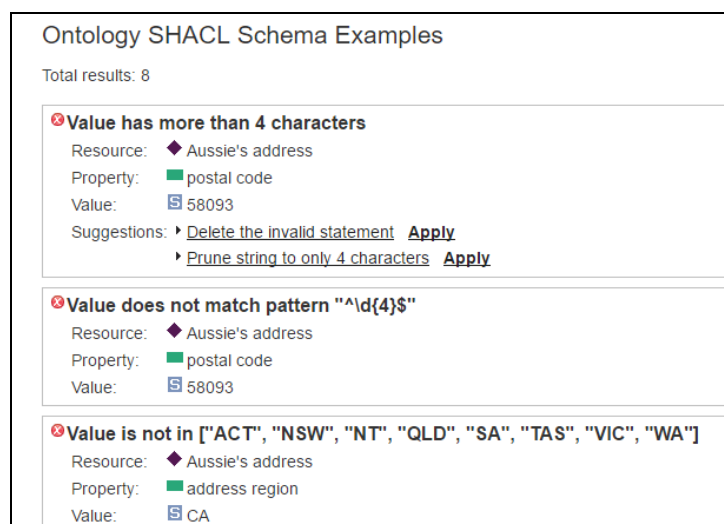 Ontology SHACL Schema Examples
Total results: 8
Value has more than 4 characters
Resource: Aussie's address
Property: postal code
Value: S 58093
Suggestions: Delete the invalid statement Apply
Prune string to only 4 characters Apply
Value does not match pattern "^\d{4}$"
Resource: Aussie's address
Property: postal code
Value: S 58093
Value is not in ["ACT", "NSW", "NT", "QLD", "SA", "TAS", "VIC", "WA"]
Resource: Aussie's address
Property: address region
Value: S CA